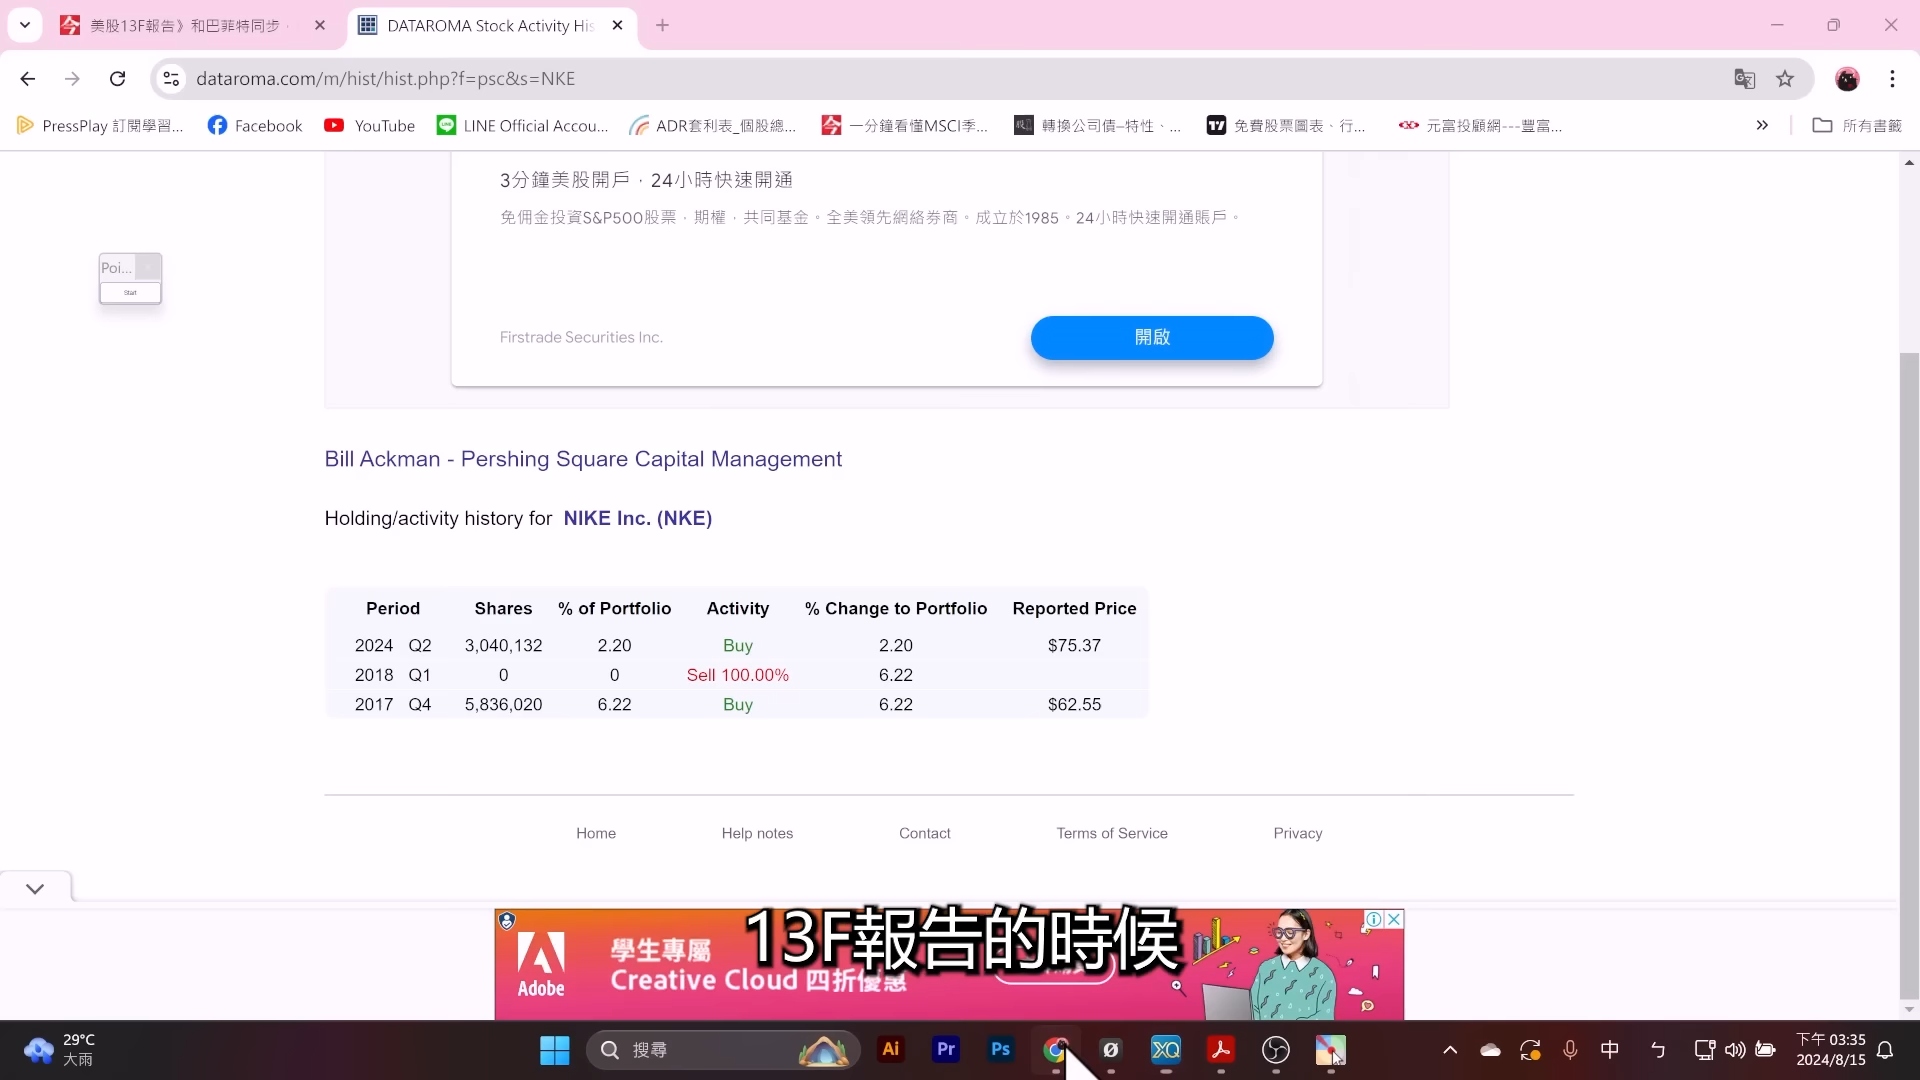 美股13F報告》和巴菲特同步，
DATAROMA Stock Activity His
dataroma.com/m/hist/hist.php?f=psc&s=NKE
PressPlay 訂閱學習...
Facebook
YouTube
LINE Official Accou...
ADR套利表_個股總...
一分鐘看懂MSCI季...
轉換公司債–特性、...
免費股票圖表、行...
元富投顧網---豐富...
所有書籤
3分鐘美股開戶，24小時快速開通
免佣金投資S&P500股票，期權，共同基金。全美領先網絡券商。成立於1985。24小時快速開通賬戶。
Poi...
Start
Firstrade Securities Inc.
開啟
Bill Ackman - Pershing Square Capital Management
Holding/activity history for NIKE Inc. (NKE)
Period Shares % of Portfolio Activity % Change to Portfolio Reported Price
2024 Q2 3,040,132 2.20 Buy 2.20 $75.37
2018 Q1 0 0 Sell 100.00% 6.22
2017 Q4 5,836,020 6.22 Buy 6.22 $62.55
Home Help notes Contact Terms of Service Privacy
13F報告的時候
Adobe
學生專屬
Creative Cloud 四折優惠
29°C
大雨
搜尋
Ai
Pr
Ps
XQ
中
ㄣ
下午 03:35
2024/8/15